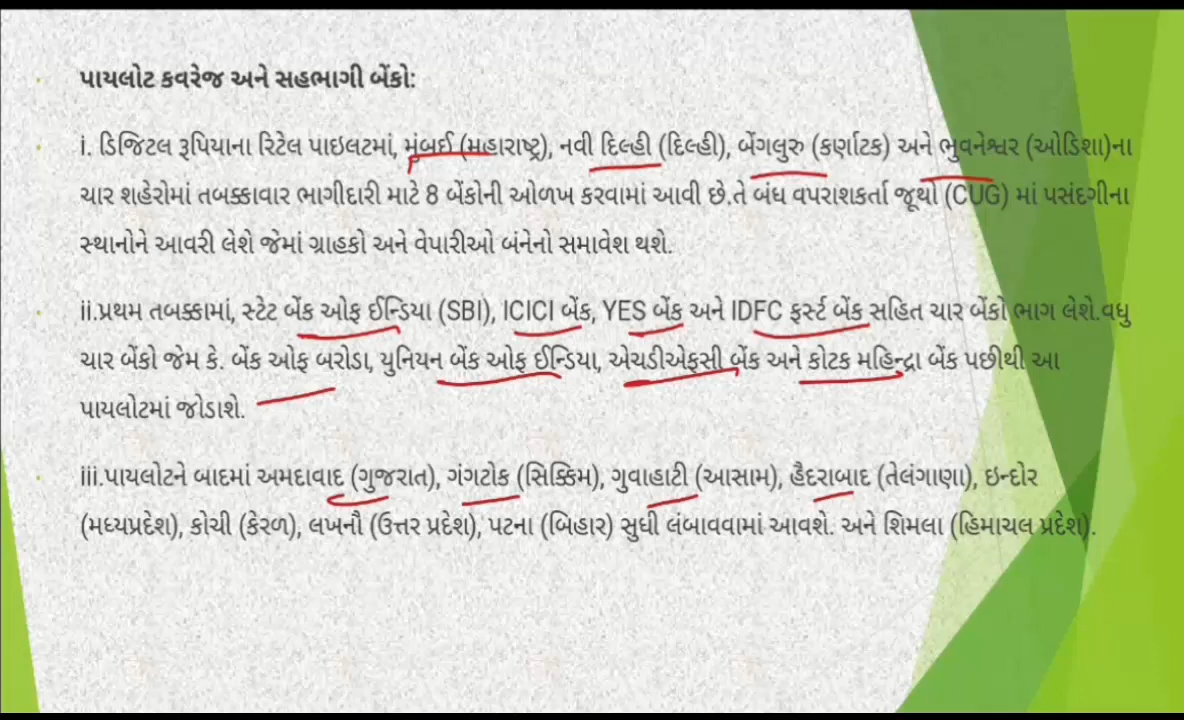 પાયલોટ કવરેજ અને સહભાગી બેંકો:
i. ડિજિટલ રૂપિયાના રિટેલ પાઇલટમાં, મુંબઈ (મહારાષ્ટ્ર), નવી દિલ્હી (દિલ્હી), બેંગલુરુ (કર્ણાટક) અને ભુવનેશ્વર (ઓડિશા)ના
ચાર શહેરોમાં તબક્કાવાર ભાગીદારી માટે 8 બેંકોની ઓળખ કરવામાં આવી છે.તે બંધ વપરાશકર્તા જૂથો (CUG) માં પસંદગીના
સ્થાનોને આવરી લેશે જેમાં ગ્રાહકો અને વેપારીઓ બંનેનો સમાવેશ થશે.
ii.પ્રથમ તબક્કામાં, સ્ટેટ બેંક ઓફ ઈન્ડિયા (SBI), ICICI બેંક, YES બેંક અને IDFC ફર્સ્ટ બેંક સહિત ચાર બેંકો ભાગ લેશે.વધુ
ચાર બેંકો જેમ કે. બેંક ઓફ બરોડા, યુનિયન બેંક ઓફ ઈન્ડિયા, એચડીએફસી બેંક અને કોટક મહિન્દ્રા બેંક પછીથી આ
પાયલોટમાં જોડાશે.
iii.પાયલોટને બાદમાં અમદાવાદ (ગુજરાત), ગંગટોક (સિક્કિમ), ગુવાહાટી (આસામ), હૈદરાબાદ (તેલંગાણા), ઇન્દોર
(મધ્યપ્રદેશ), કોચી (કેરળ), લખનૌ (ઉત્તર પ્રદેશ), પટના (બિહાર) સુધી લંબાવવામાં આવશે. અને શિમલા (હિમાચલ પ્રદેશ).